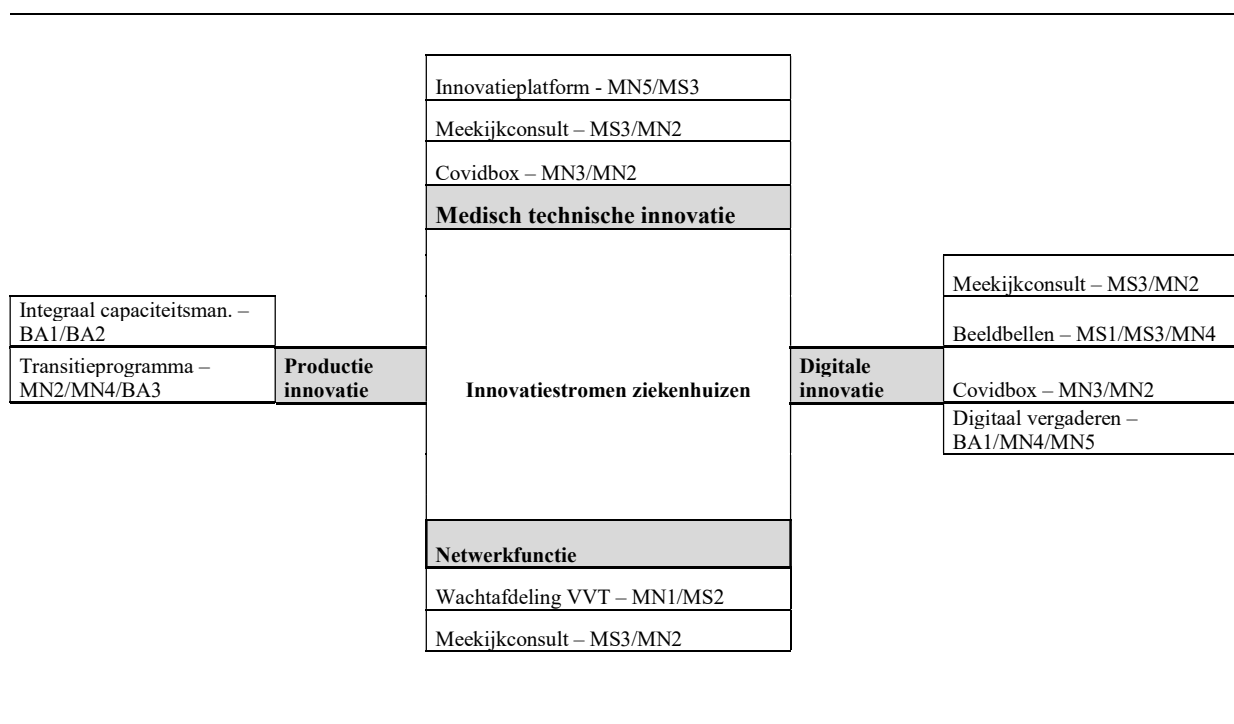 Innovatieplatform - MN5/MS3
Meekijkconsult – MS3/MN2
Covidbox – MN3/MN2
Medisch technische innovatie
Integraal capaciteitsman. –
BA1/BA2
Transitieprogramma –
MN2/MN4/BA3
Productie
innovatie
Innovatiestromen ziekenhuizen
Digitale
innovatie
Meekijkconsult – MS3/MN2
Beeldbellen – MS1/MS3/MN4
Covidbox – MN3/MN2
Digitaal vergaderen –
BA1/MN4/MN5
Netwerkfunctie
Wachtafdeling VVT – MN1/MS2
Meekijkconsult – MS3/MN2